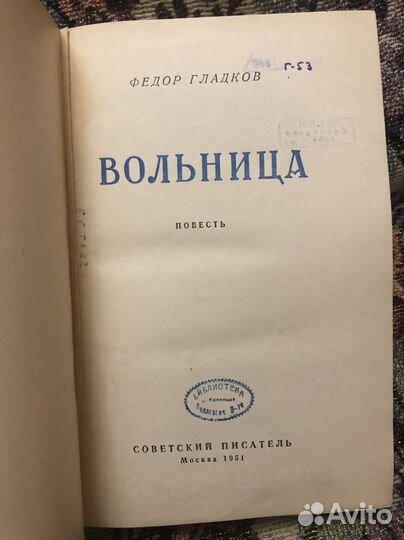 Г-53
ФЕДОР ГЛАДКОВ
ВОЛЬНИЦА
ПОВЕСТЬ
БИБЛИОТЕКА
СОВЕТСКИЙ ПИСАТЕЛЬ
Москва 1951
Avito